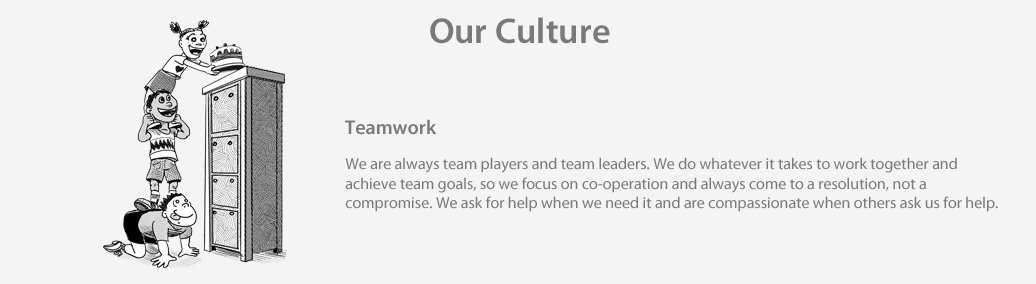 Our Culture
Teamwork
We are always team players and team leaders. We do whatever it takes to work together and
achieve team goals, so we focus on co-operation and always come to a resolution, not a
compromise. We ask for help when we need it and are compassionate when others ask us for help.